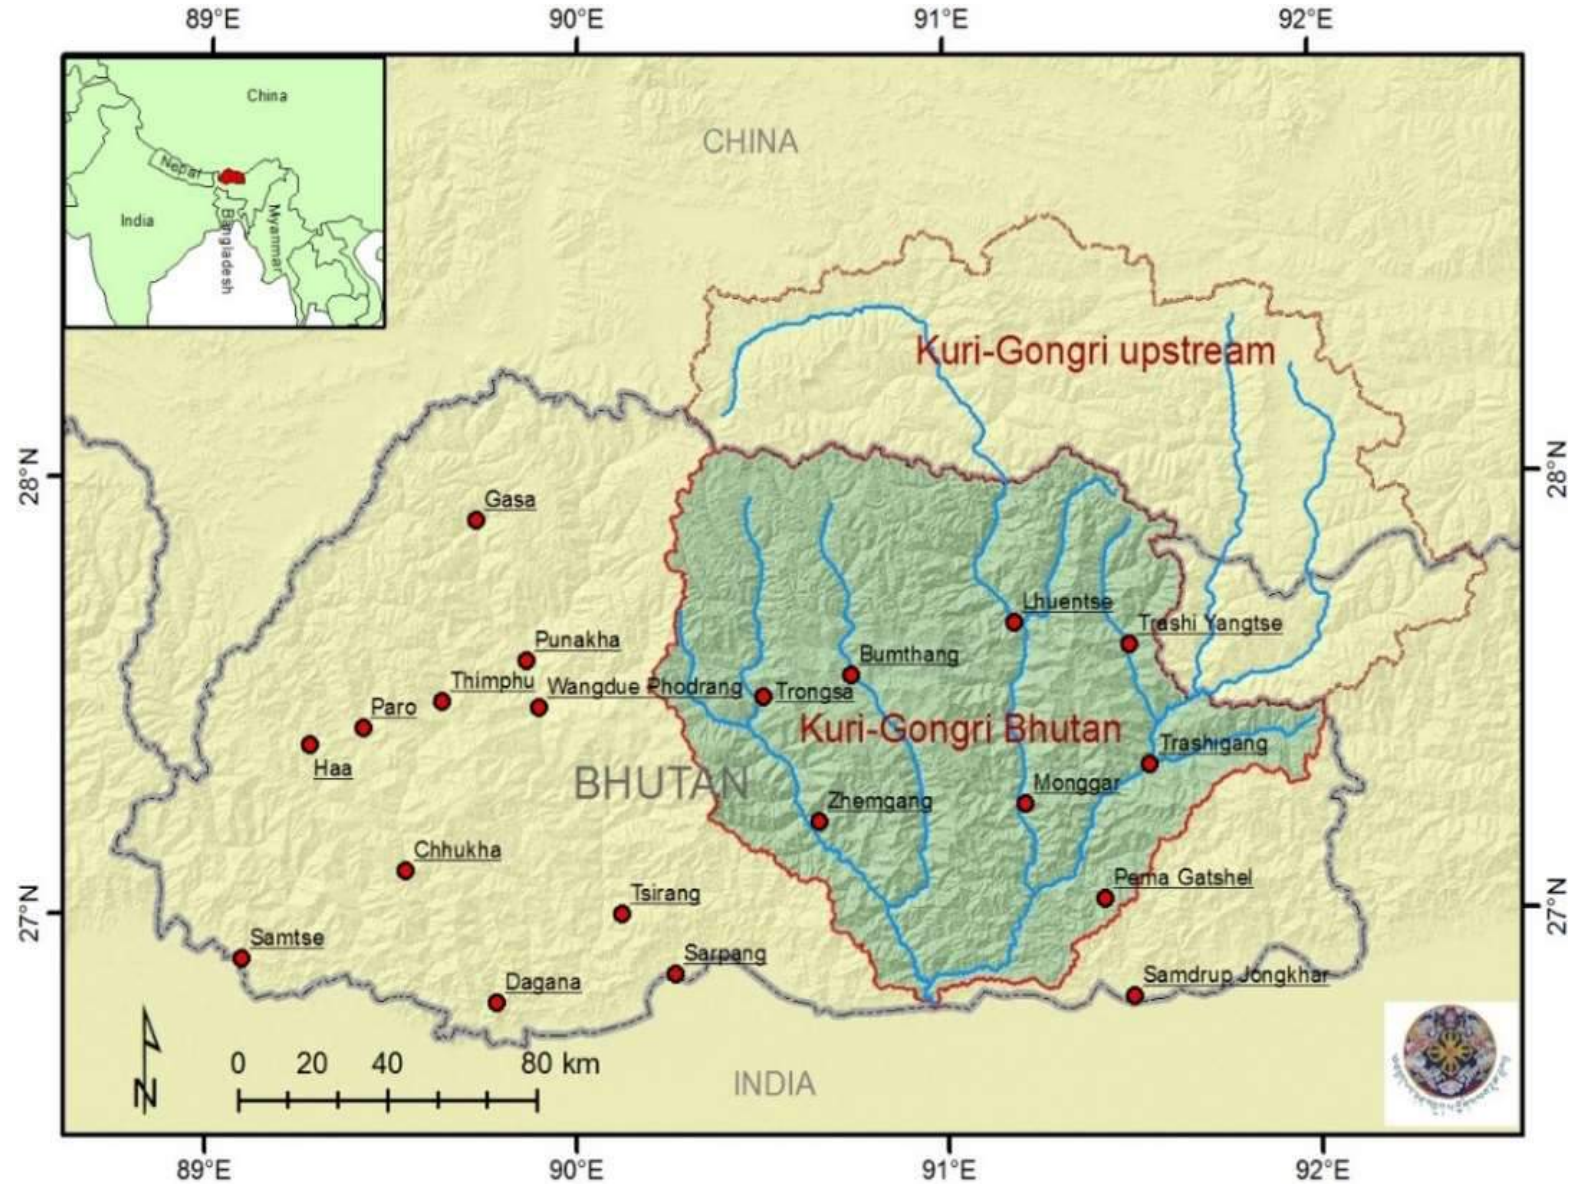 89°E
90°E
91°E
92°E
China
Nepal
India
Bangladesh
Myanmar
CHINA
Kuri-Gongri upstream
28°N
28°N
Gasa
Lhuentse
Trashi Yangtse
Punakha
Bumthang
Thimphu
Wangdue Phodrang
Trongsa
Paro
Kuri-Gongri Bhutan
Trashigang
Haa
BHUTAN
Monggar
Zhemgang
Chhukha
Pema Gatshel
Tsirang
27°N
27°N
Samtse
Sarpang
Samdrup Jongkhar
Dagana
0 20 40 80 km
N
INDIA
89°E
90°E
91°E
92°E